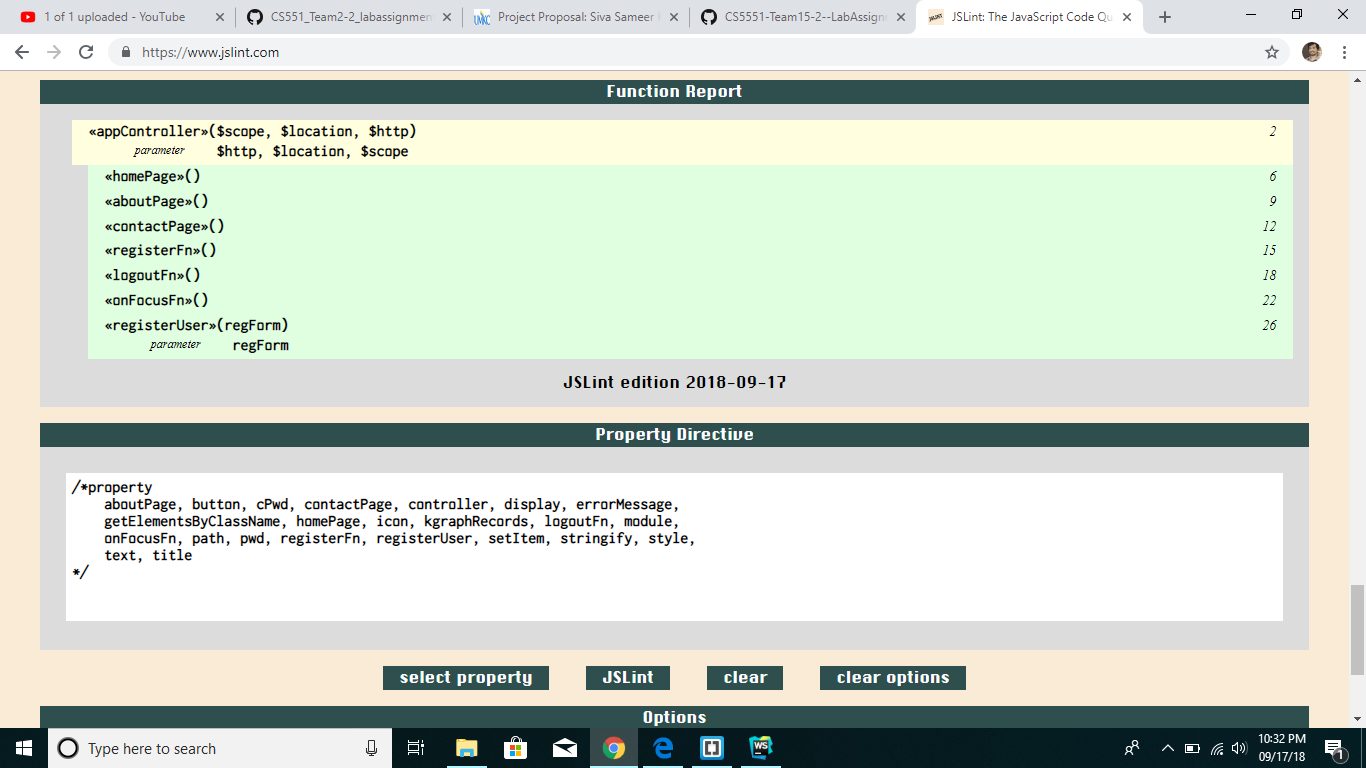 1 of 1 uploaded - YouTube
CS551_Team2-2_labassignmen
Project Proposal: Siva Sameer
CS5551-Team15-2--LabAssignm
JSLint: The JavaScript Code Qu
https://www.jslint.com
Function Report
«appController»($scope, $location, $http) 2
parameter $http, $location, $scope
«homePage»() 6
«aboutPage»() 9
«contactPage»() 12
«registerFn»() 15
«logoutFn»() 18
«onFocusFn»() 22
«registerUser»(regForm) 26
parameter regForm
JSLint edition 2018-09-17
Property Directive
/*property
aboutPage, button, cPwd, contactPage, controller, display, errorMessage,
getElementsByClassName, homePage, icon, kgraphRecords, logoutFn, module,
onFocusFn, path, pwd, registerFn, registerUser, setItem, stringify, style,
text, title
*/
select property JSLint clear clear options
Options
Type here to search
10:32 PM
09/17/18